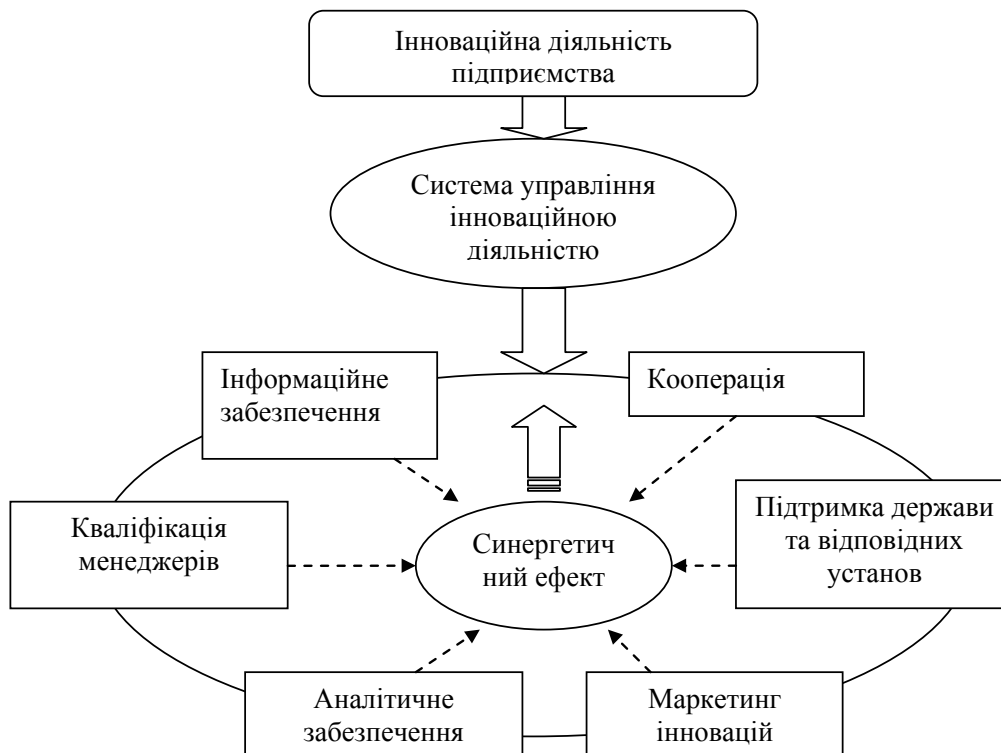 Інноваційна діяльність
підприємства
Система управління
інноваційною
діяльністю
Інформаційне
забезпечення
Кооперація
Кваліфікація
менеджерів
Синергетич
ний ефект
Підтримка держави
та відповідних
установ
Аналітичне
забезпечення
Маркетинг
інновацій